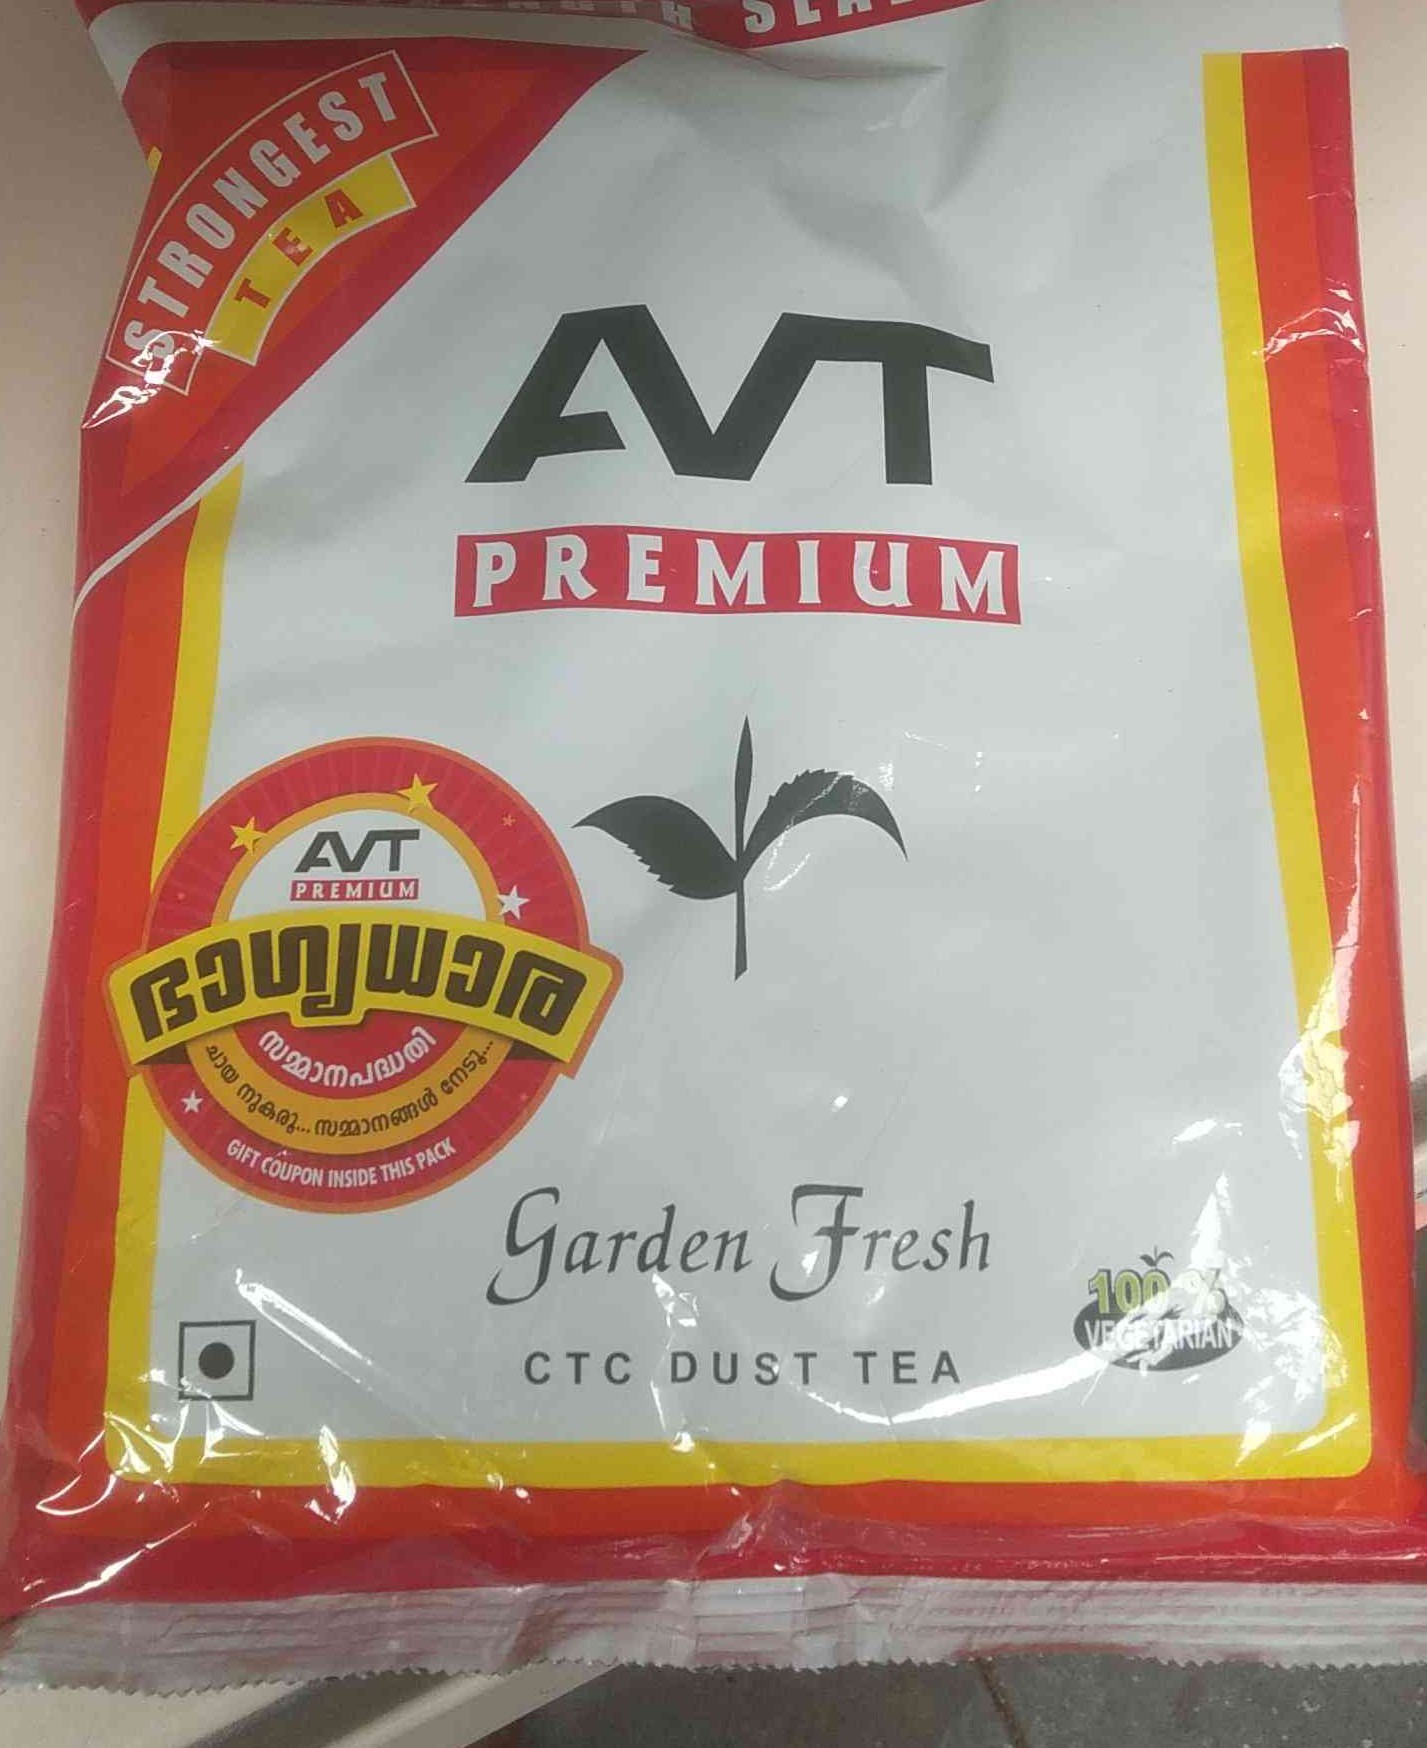 STRONGEST
TEA
AVT
PREMIUM
AVT
PREMIUM
ഭാഗ്യധാര
സമ്മാനപദ്ധതി
ചായ നുകരൂ... സമ്മാനങ്ങൾ നേടൂ...
GIFT COUPON INSIDE THIS PACK
Garden Fresh
100 %
VEGETARIAN
CTC DUST TEA